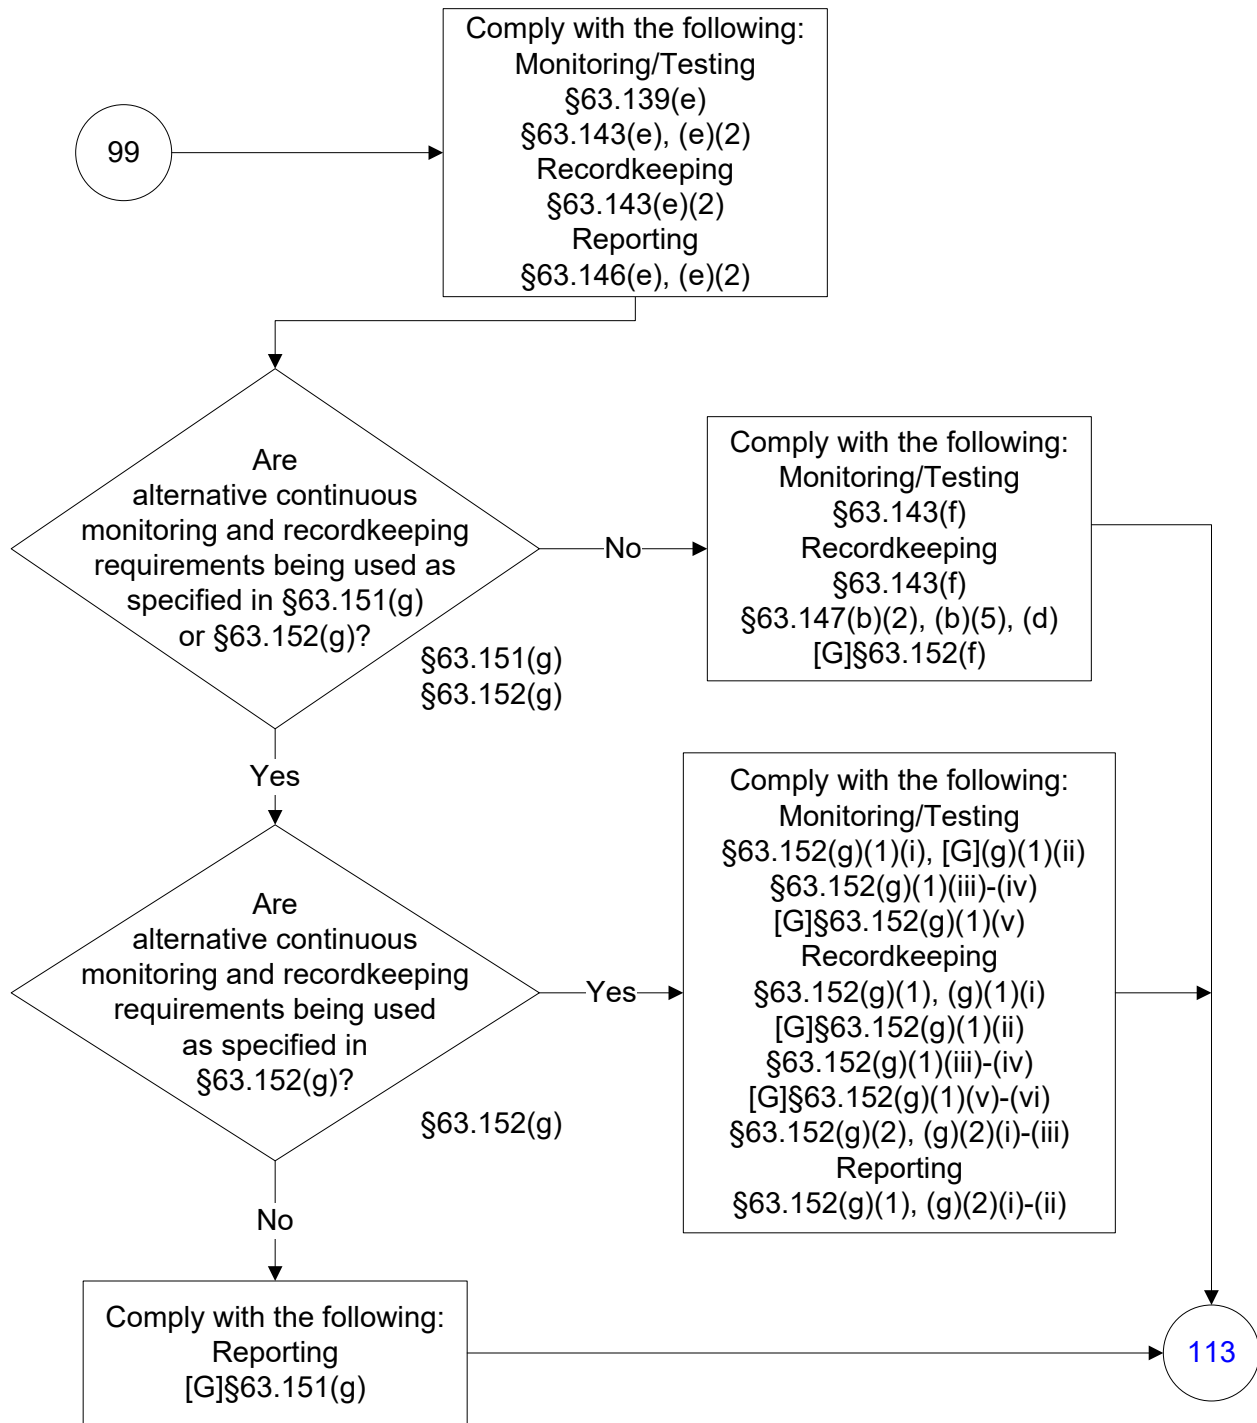 Comply with the following:
Monitoring/Testing
§63.139(e)
§63.143(e), (e)(2)
Recordkeeping
§63.143(e)(2)
Reporting
§63.146(e), (e)(2)
99
Are
alternative continuous
monitoring and recordkeeping
requirements being used as
specified in §63.151(g)
or §63.152(g)?
§63.151(g)
§63.152(g)
No
Comply with the following:
Monitoring/Testing
§63.143(f)
Recordkeeping
§63.143(f)
§63.147(b)(2), (b)(5), (d)
[G]§63.152(f)
Yes
Are
alternative continuous
monitoring and recordkeeping
requirements being used
as specified in
§63.152(g)?
§63.152(g)
Yes
Comply with the following:
Monitoring/Testing
§63.152(g)(1)(i), [G](g)(1)(ii)
§63.152(g)(1)(iii)-(iv)
[G]§63.152(g)(1)(v)
Recordkeeping
§63.152(g)(1), (g)(1)(i)
[G]§63.152(g)(1)(ii)
§63.152(g)(1)(iii)-(iv)
[G]§63.152(g)(1)(v)-(vi)
§63.152(g)(2), (g)(2)(i)-(iii)
Reporting
§63.152(g)(1), (g)(2)(i)-(ii)
No
Comply with the following:
Reporting
[G]§63.151(g)
113